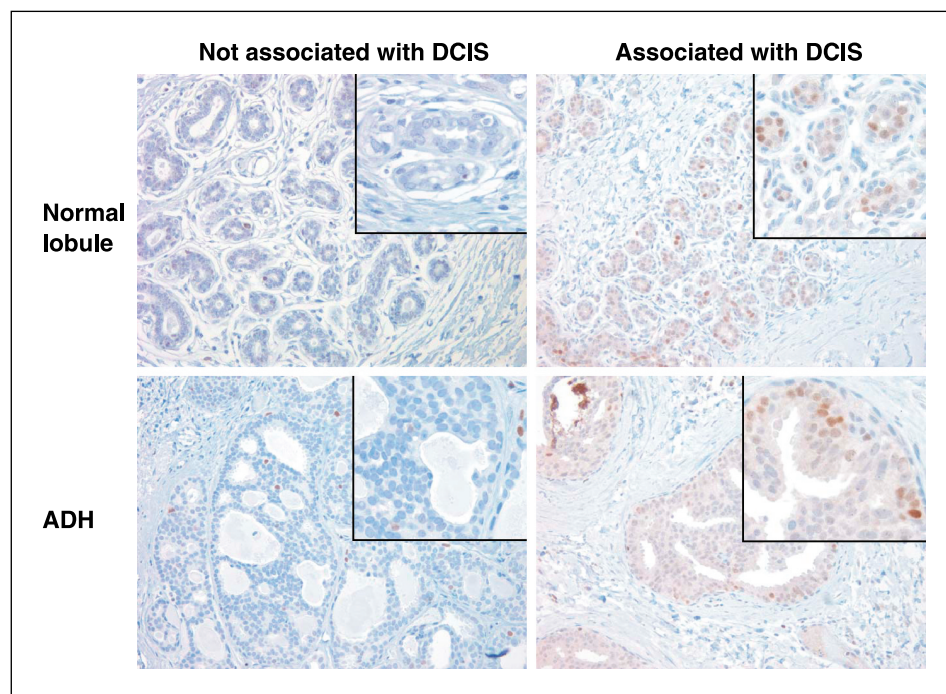 Not associated with DCIS
Associated with DCIS
Normal
lobule
ADH